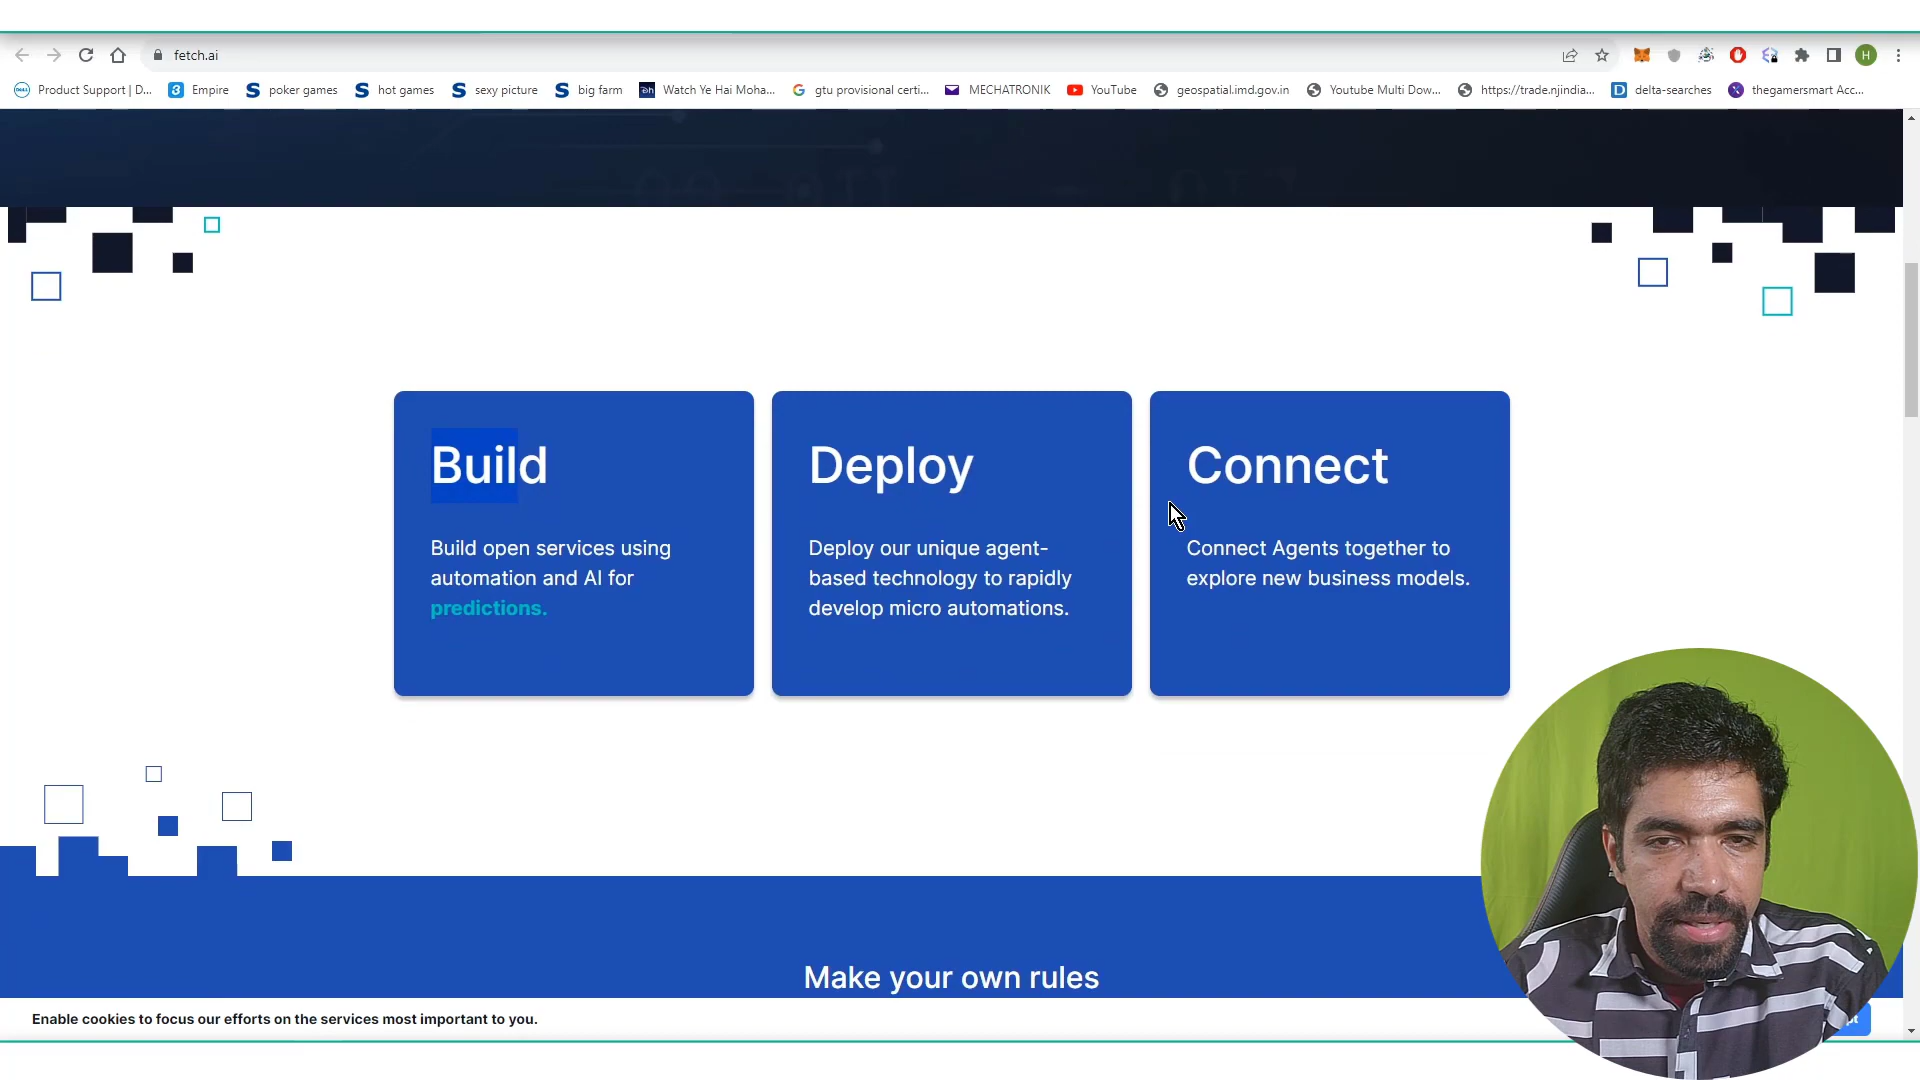 fetch.ai
H
Product Support | D... Empire poker games hot games sexy picture big farm Watch Ye Hai Moha... gtu provisional certi... MECHATRONIK YouTube geospatial.imd.gov.in Youtube Multi Dow... https://trade.njindia... delta-searches thegamersmart Acc...
Build
Build open services using
automation and AI for
predictions.
Deploy
Deploy our unique agent-
based technology to rapidly
develop micro automations.
Connect
Connect Agents together to
explore new business models.
Make your own rules
Enable cookies to focus our efforts on the services most important to you.